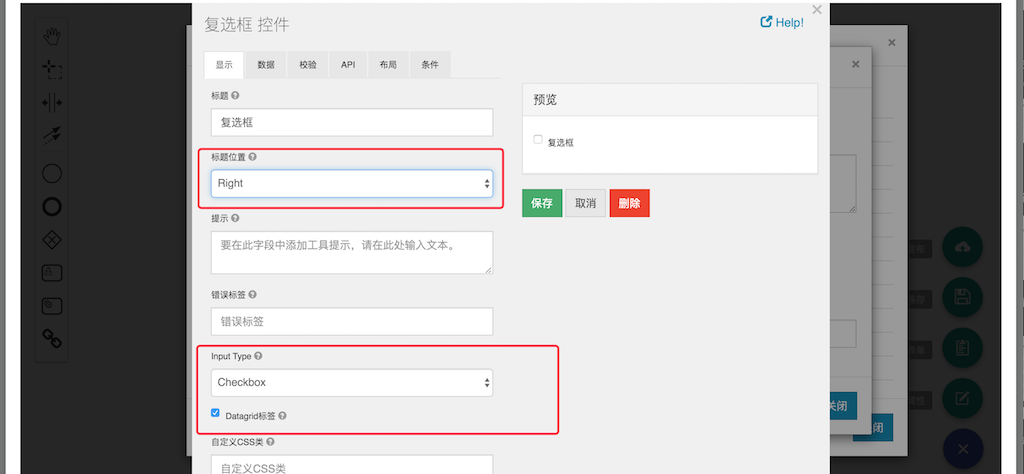 复选框 控件
Help!
显示
数据
校验
API
布局
条件
标题
复选框
标题位置
Right
提示
要在此字段中添加工具提示，请在此处输入文本。
错误标签
错误标签
Input Type
Checkbox
Datagrid标签
自定义CSS类
自定义CSS类
预览
复选框
保存
取消
删除
关闭
闭